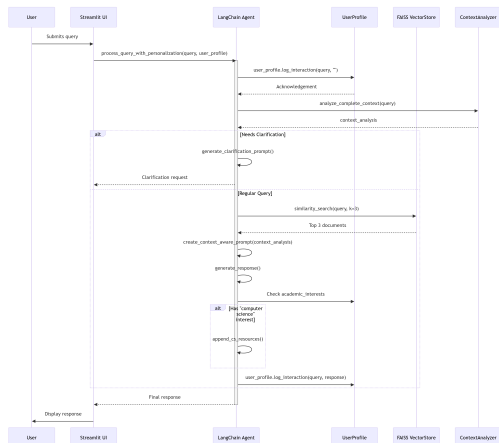 User Streamlit UI LangChain Agent UserProfile FAISS VectorStore ContextAnalyzer
Submits query
process_query_with_personalization(query, user_profile)
user_profile.log_interaction(query, "")
Acknowledgement
analyze_complete_context(query)
context_analysis
alt [Needs Clarification]
generate_clarification_prompt()
Clarification request
[Regular Query]
similarity_search(query, k=3)
Top 3 documents
create_context_aware_prompt(context_analysis)
generate_response()
Check academic_interests
alt [Has "computer
science"
interest]
append_cs_resources()
user_profile.log_interaction(query, response)
Final response
Display response
User Streamlit UI LangChain Agent UserProfile FAISS VectorStore ContextAnalyzer